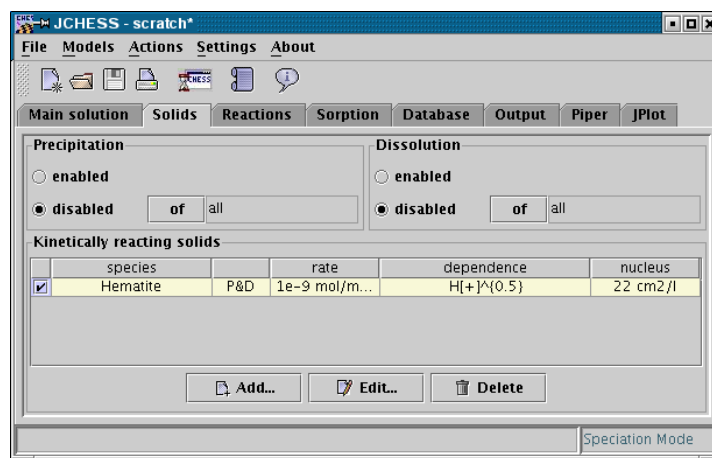 JCHESS - scratch*
File Models Actions Settings About
CHESS
Main solution Solids Reactions Sorption Database Output Piper JPlot
Precipitation Dissolution
enabled enabled
disabled of all disabled of all
Kinetically reacting solids
species rate dependence nucleus
Hematite P&D 1e-9 mol/m... H[+]^{0.5} 22 cm2/l
Add... Edit... Delete
Speciation Mode